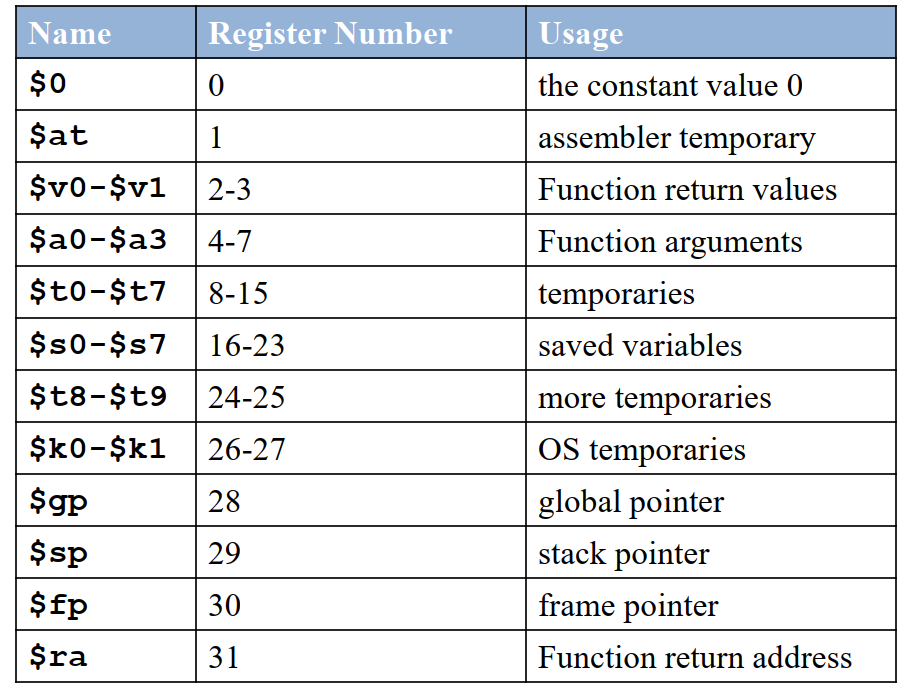 Name Register Number Usage
$0 0 the constant value 0
$at 1 assembler temporary
$v0-$v1 2-3 Function return values
$a0-$a3 4-7 Function arguments
$t0-$t7 8-15 temporaries
$s0-$s7 16-23 saved variables
$t8-$t9 24-25 more temporaries
$k0-$k1 26-27 OS temporaries
$gp 28 global pointer
$sp 29 stack pointer
$fp 30 frame pointer
$ra 31 Function return address